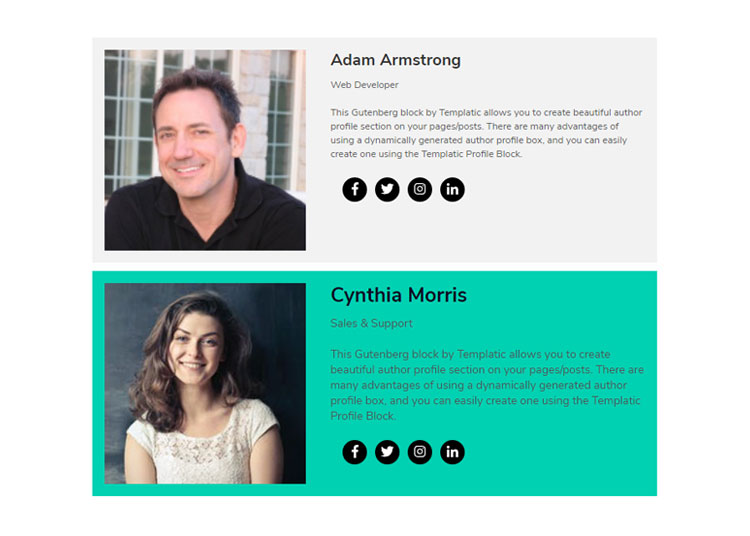 Adam Armstrong
Web Developer
This Gutenberg block by Templatic allows you to create beautiful author
profile section on your pages/posts. There are many advantages of
using a dynamically generated author profile box, and you can easily
create one using the Templatic Profile Block.
Cynthia Morris
Sales & Support
This Gutenberg block by Templatic allows you to create
beautiful author profile section on your pages/posts. There are
many advantages of using a dynamically generated author
profile box, and you can easily create one using the Templatic
Profile Block.